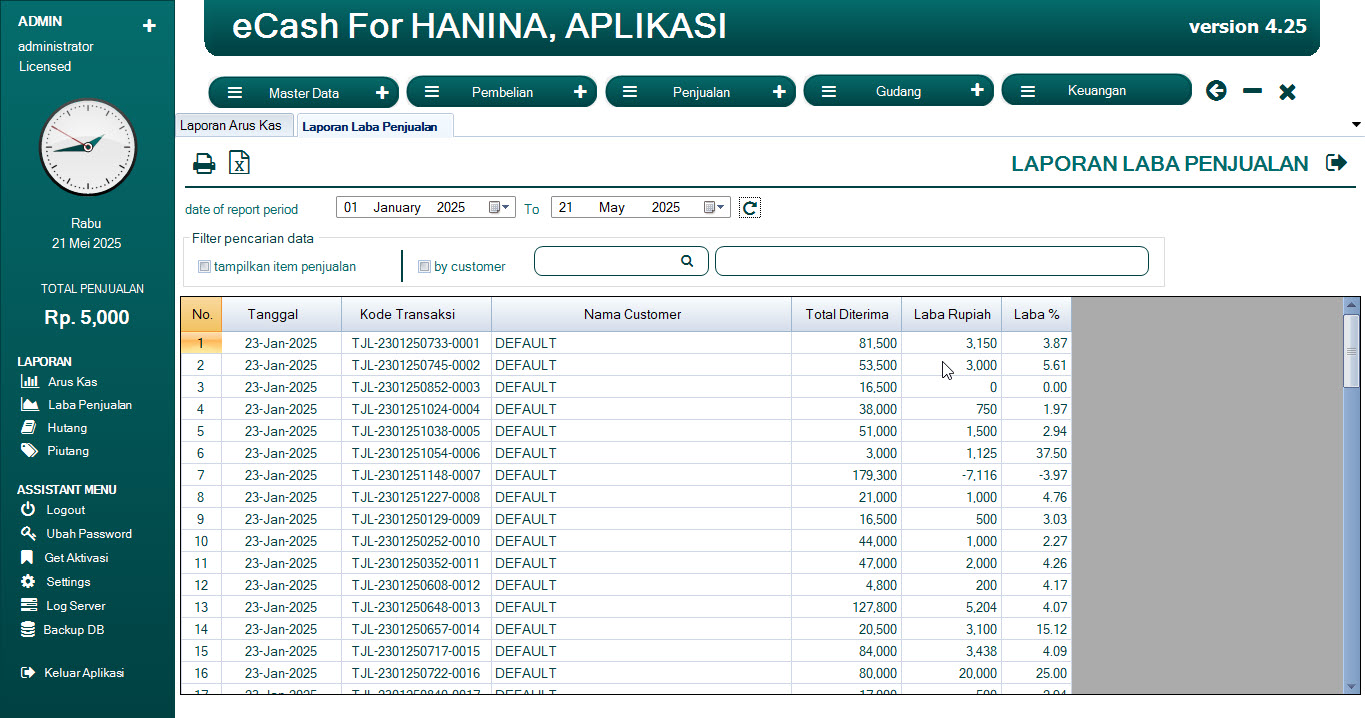 ADMIN
administrator
Licensed
Rabu
21 Mei 2025
TOTAL PENJUALAN
Rp. 5,000
LAPORAN
Arus Kas
Laba Penjualan
Hutang
Piutang
ASSISTANT MENU
Logout
Ubah Password
Get Aktivasi
Settings
Log Server
Backup DB
Keluar Aplikasi
eCash For HANINA, APLIKASI version 4.25
Master Data Pembelian Penjualan Gudang Keuangan
Laporan Arus Kas Laporan Laba Penjualan
LAPORAN LABA PENJUALAN
date of report period 01 January 2025 To 21 May 2025
Filter pencarian data
tampilkan item penjualan by customer
No. Tanggal Kode Transaksi Nama Customer Total Diterima Laba Rupiah Laba %
1 23-Jan-2025 TJL-2301250733-0001 DEFAULT 81,500 3,150 3.87
2 23-Jan-2025 TJL-2301250745-0002 DEFAULT 53,500 3,000 5.61
3 23-Jan-2025 TJL-2301250852-0003 DEFAULT 16,500 0 0.00
4 23-Jan-2025 TJL-2301251024-0004 DEFAULT 38,000 750 1.97
5 23-Jan-2025 TJL-2301251038-0005 DEFAULT 51,000 1,500 2.94
6 23-Jan-2025 TJL-2301251054-0006 DEFAULT 3,000 1,125 37.50
7 23-Jan-2025 TJL-2301251148-0007 DEFAULT 179,300 -7,116 -3.97
8 23-Jan-2025 TJL-2301251227-0008 DEFAULT 21,000 1,000 4.76
9 23-Jan-2025 TJL-2301250129-0009 DEFAULT 16,500 500 3.03
10 23-Jan-2025 TJL-2301250252-0010 DEFAULT 44,000 1,000 2.27
11 23-Jan-2025 TJL-2301250352-0011 DEFAULT 47,000 2,000 4.26
12 23-Jan-2025 TJL-2301250608-0012 DEFAULT 4,800 200 4.17
13 23-Jan-2025 TJL-2301250648-0013 DEFAULT 127,800 5,204 4.07
14 23-Jan-2025 TJL-2301250657-0014 DEFAULT 20,500 3,100 15.12
15 23-Jan-2025 TJL-2301250717-0015 DEFAULT 84,000 3,438 4.09
16 23-Jan-2025 TJL-2301250722-0016 DEFAULT 80,000 20,000 25.00